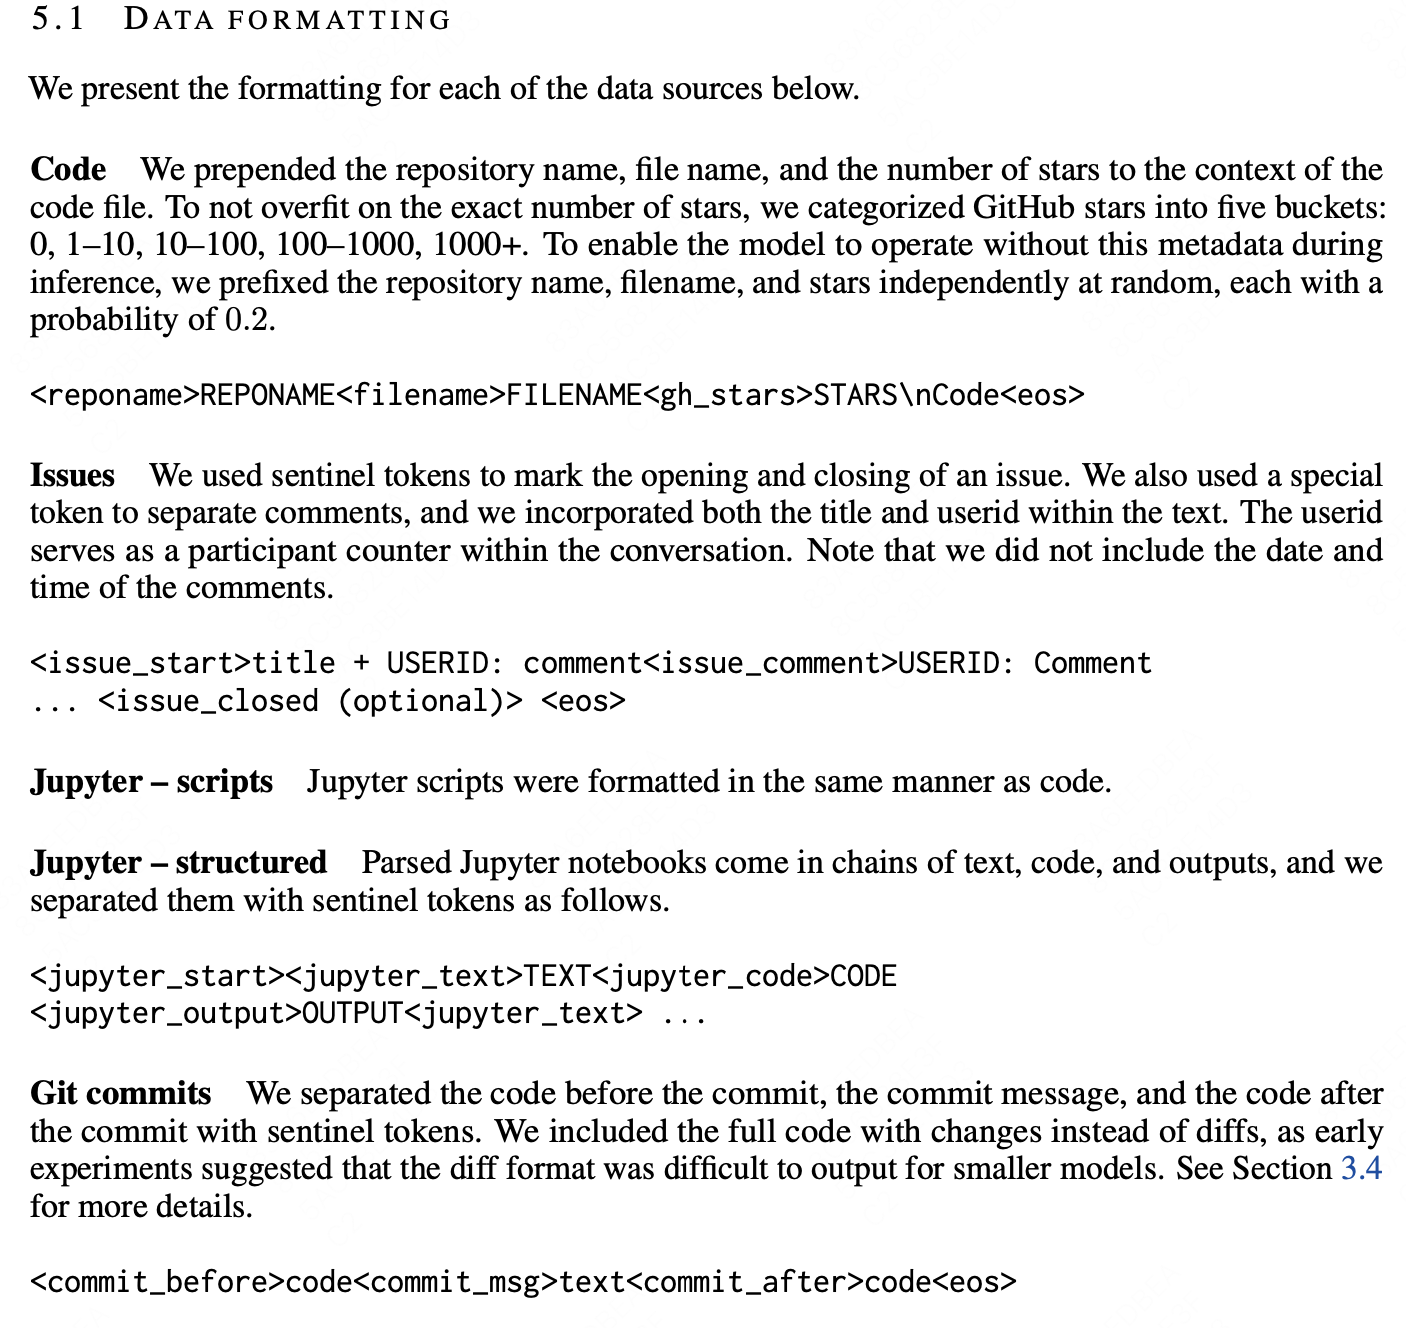 5.1 DATA FORMATTING
We present the formatting for each of the data sources below.
Code We prepended the repository name, file name, and the number of stars to the context of the
code file. To not overfit on the exact number of stars, we categorized GitHub stars into five buckets:
0, 1–10, 10–100, 100–1000, 1000+. To enable the model to operate without this metadata during
inference, we prefixed the repository name, filename, and stars independently at random, each with a
probability of 0.2.
<reponame>REPONAME<filename>FILENAME<gh_stars>STARS\nCode<eos>
Issues We used sentinel tokens to mark the opening and closing of an issue. We also used a special
token to separate comments, and we incorporated both the title and userid within the text. The userid
serves as a participant counter within the conversation. Note that we did not include the date and
time of the comments.
<issue_start>title + USERID: comment<issue_comment>USERID: Comment
... <issue_closed (optional)> <eos>
Jupyter – scripts Jupyter scripts were formatted in the same manner as code.
Jupyter – structured Parsed Jupyter notebooks come in chains of text, code, and outputs, and we
separated them with sentinel tokens as follows.
<jupyter_start><jupyter_text>TEXT<jupyter_code>CODE
<jupyter_output>OUTPUT<jupyter_text> ...
Git commits We separated the code before the commit, the commit message, and the code after
the commit with sentinel tokens. We included the full code with changes instead of diffs, as early
experiments suggested that the diff format was difficult to output for smaller models. See Section 3.4
for more details.
<commit_before>code<commit_msg>text<commit_after>code<eos>